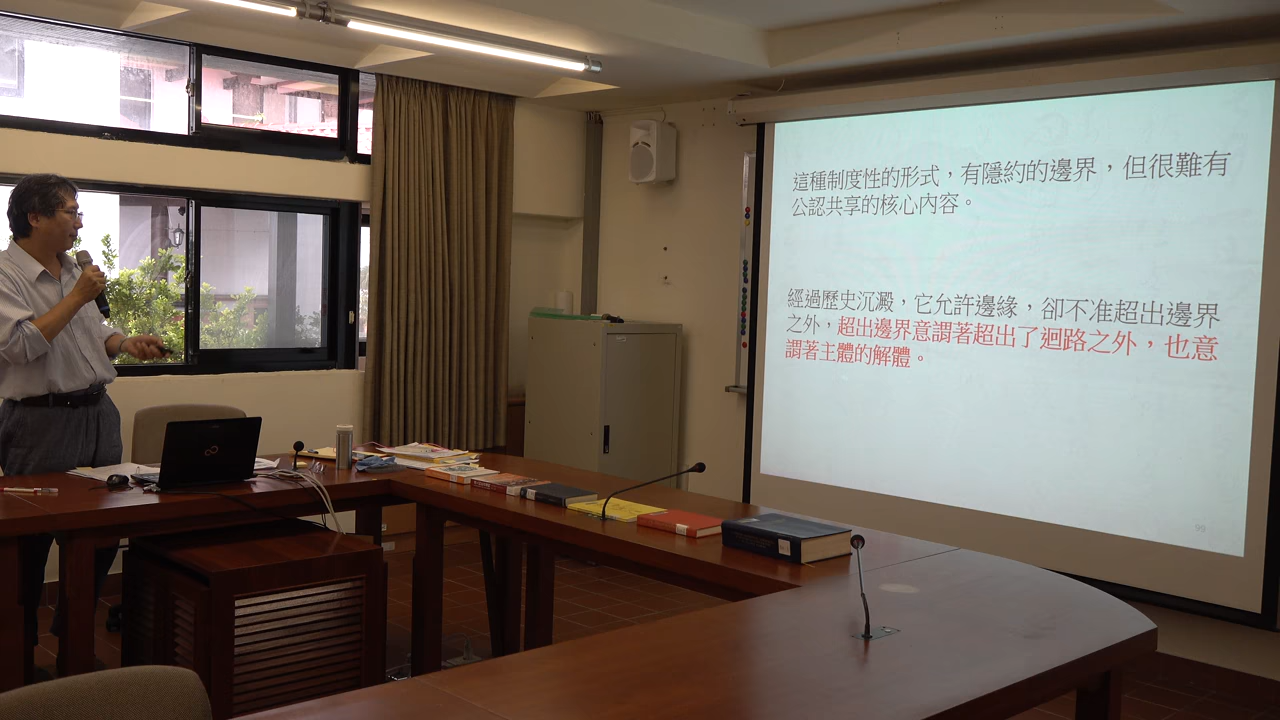 這種制度性的形式，有隱約的邊界，但很難有
公認共享的核心內容。
經過歷史沉澱，它允許邊緣，卻不准超出邊界
之外，超出邊界意謂著超出了迴路之外，也意
謂著主體的解體。
99